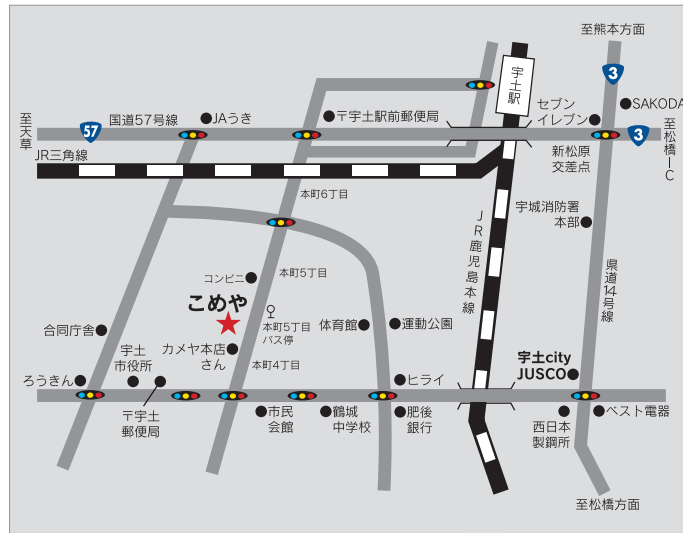 至熊本方面
3
宇土駅
セブン
イレブン
SAKODA
至天草
57
国道57号線
JAうき
〒宇土駅前郵便局
3
至松橋IC
新松原
交差点
JR三角線
本町6丁目
宇城消防署
本部
JR鹿児島本線
県道14号線
コンビニ
本町5丁目
こめや
本町5丁目
バス停
体育館
運動公園
合同庁舎
宇土
市役所
カメヤ本店
さん
本町4丁目
宇土city
JUSCO
ろうきん
ヒライ
〒宇土
郵便局
市民
会館
鶴城
中学校
肥後
銀行
西日本
製鋼所
ベスト電器
至松橋方面